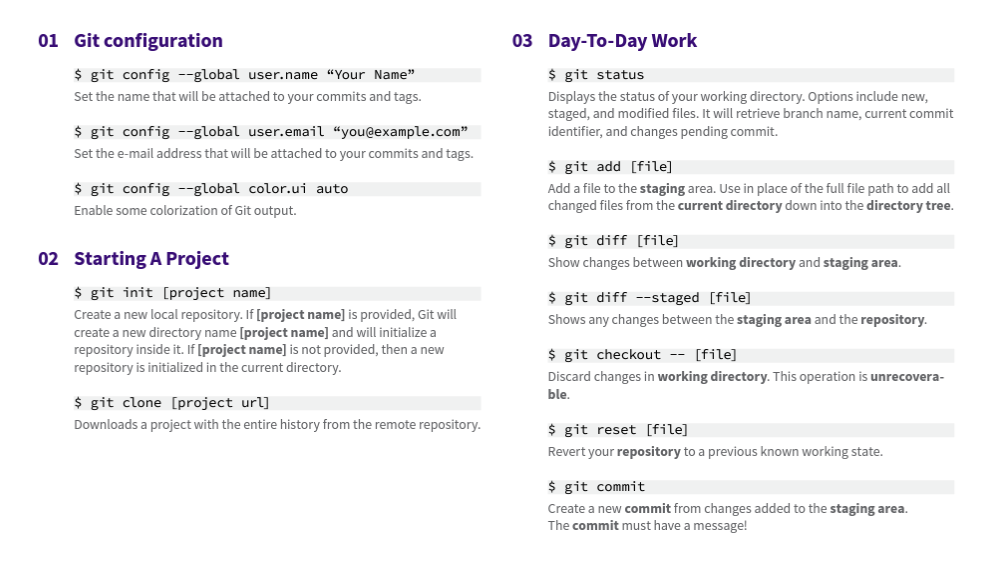 01 Git configuration
$ git config --global user.name “Your Name”
Set the name that will be attached to your commits and tags.
$ git config --global user.email “you@example.com”
Set the e-mail address that will be attached to your commits and tags.
$ git config --global color.ui auto
Enable some colorization of Git output.
02 Starting A Project
$ git init [project name]
Create a new local repository. If [project name] is provided, Git will
create a new directory name [project name] and will initialize a
repository inside it. If [project name] is not provided, then a new
repository is initialized in the current directory.
$ git clone [project url]
Downloads a project with the entire history from the remote repository.
03 Day-To-Day Work
$ git status
Displays the status of your working directory. Options include new,
staged, and modified files. It will retrieve branch name, current commit
identifier, and changes pending commit.
$ git add [file]
Add a file to the staging area. Use in place of the full file path to add all
changed files from the current directory down into the directory tree.
$ git diff [file]
Show changes between working directory and staging area.
$ git diff --staged [file]
Shows any changes between the staging area and the repository.
$ git checkout -- [file]
Discard changes in working directory. This operation is unrecovera-
ble.
$ git reset [file]
Revert your repository to a previous known working state.
$ git commit
Create a new commit from changes added to the staging area.
The commit must have a message!